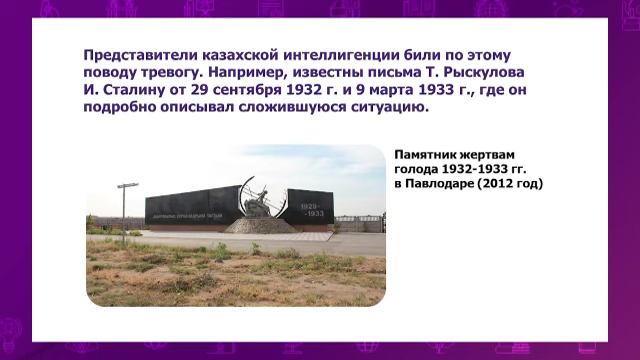 Представители казахской интеллигенции били по этому
поводу тревогу. Например, известны письма Т. Рыскулова
И. Сталину от 29 сентября 1932 г. и 9 марта 1933 г., где он
подробно описывал сложившуюся ситуацию.
Памятник жертвам
голода 1932-1933 гг.
в Павлодаре (2012 год)
1929-
-1933